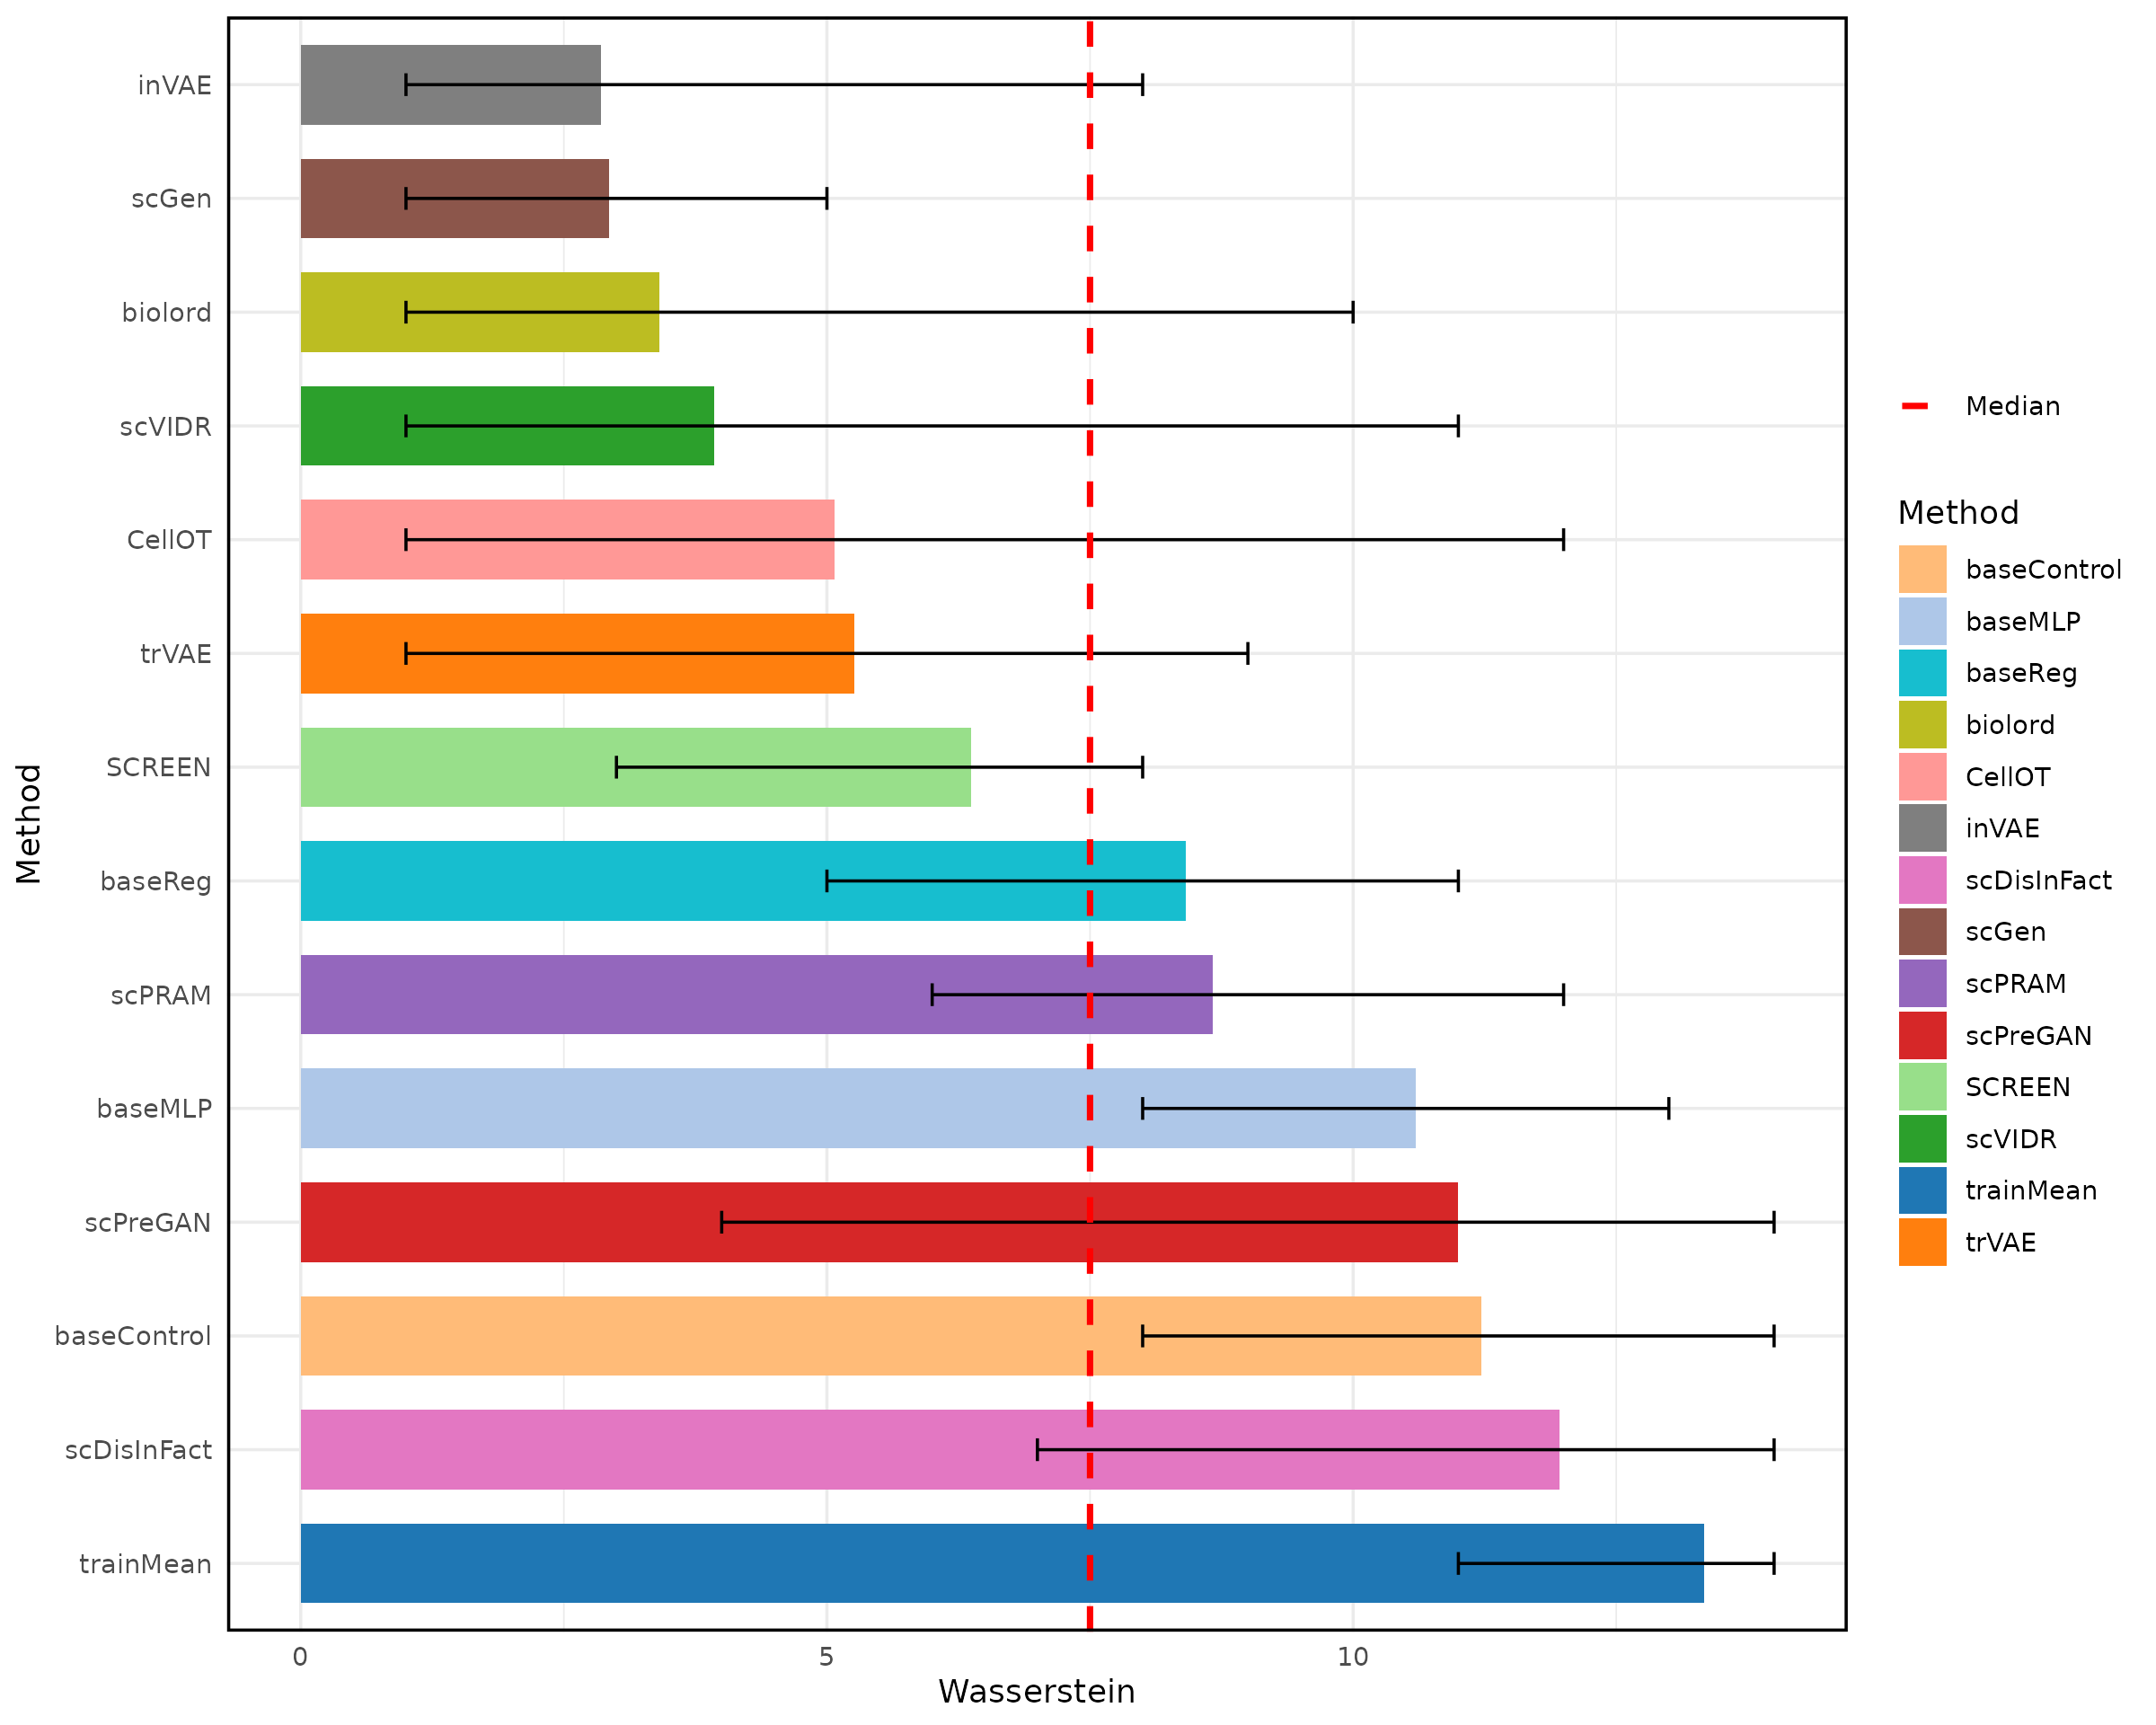 inVAE
scGen
biolord
scVIDR
CellOT
trVAE
SCREEN
baseReg
scPRAM
baseMLP
scPreGAN
baseControl
scDisInFact
trainMean
Method
0 5 10
Wasserstein
Median
Method
baseControl
baseMLP
baseReg
biolord
CellOT
inVAE
scDisInFact
scGen
scPRAM
scPreGAN
SCREEN
scVIDR
trainMean
trVAE